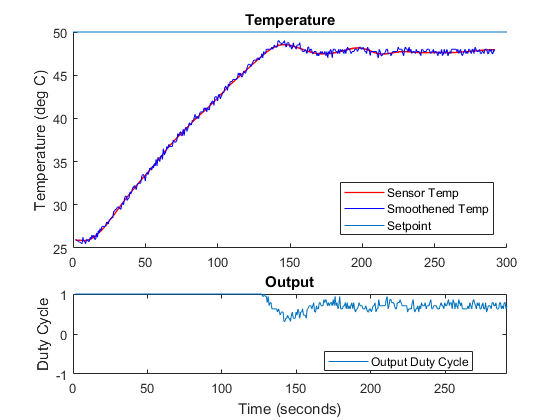 Temperature
Temperature (deg C)
50
45
40
35
30
25
0
50
100
150
200
250
300
Sensor Temp
Smoothened Temp
Setpoint
Output
Duty Cycle
1
0
-1
0
50
100
150
200
250
Output Duty Cycle
Time (seconds)